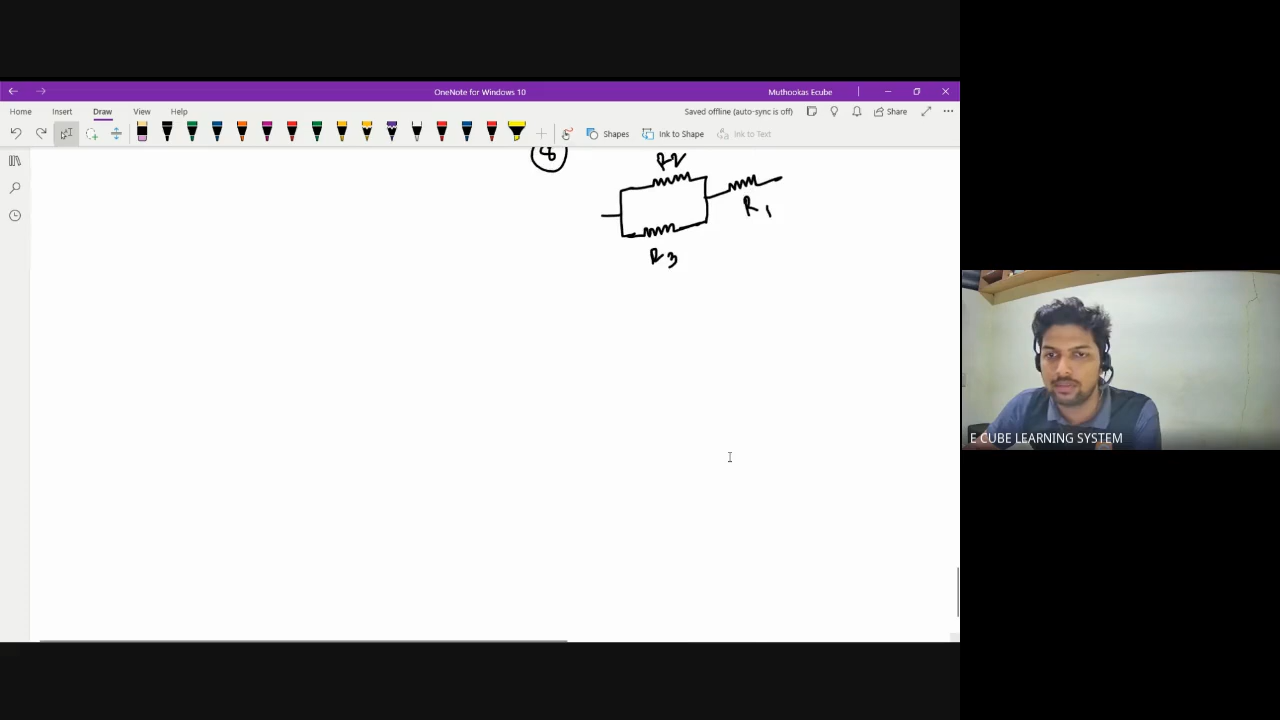 OneNote for Windows 10
Muthookas Ecube
Home Insert Draw View Help
Saved offline (auto-sync is off)
Share
Shapes
Ink to Shape
Ink to Text
8
R2
R1
R3
E CUBE LEARNING SYSTEM